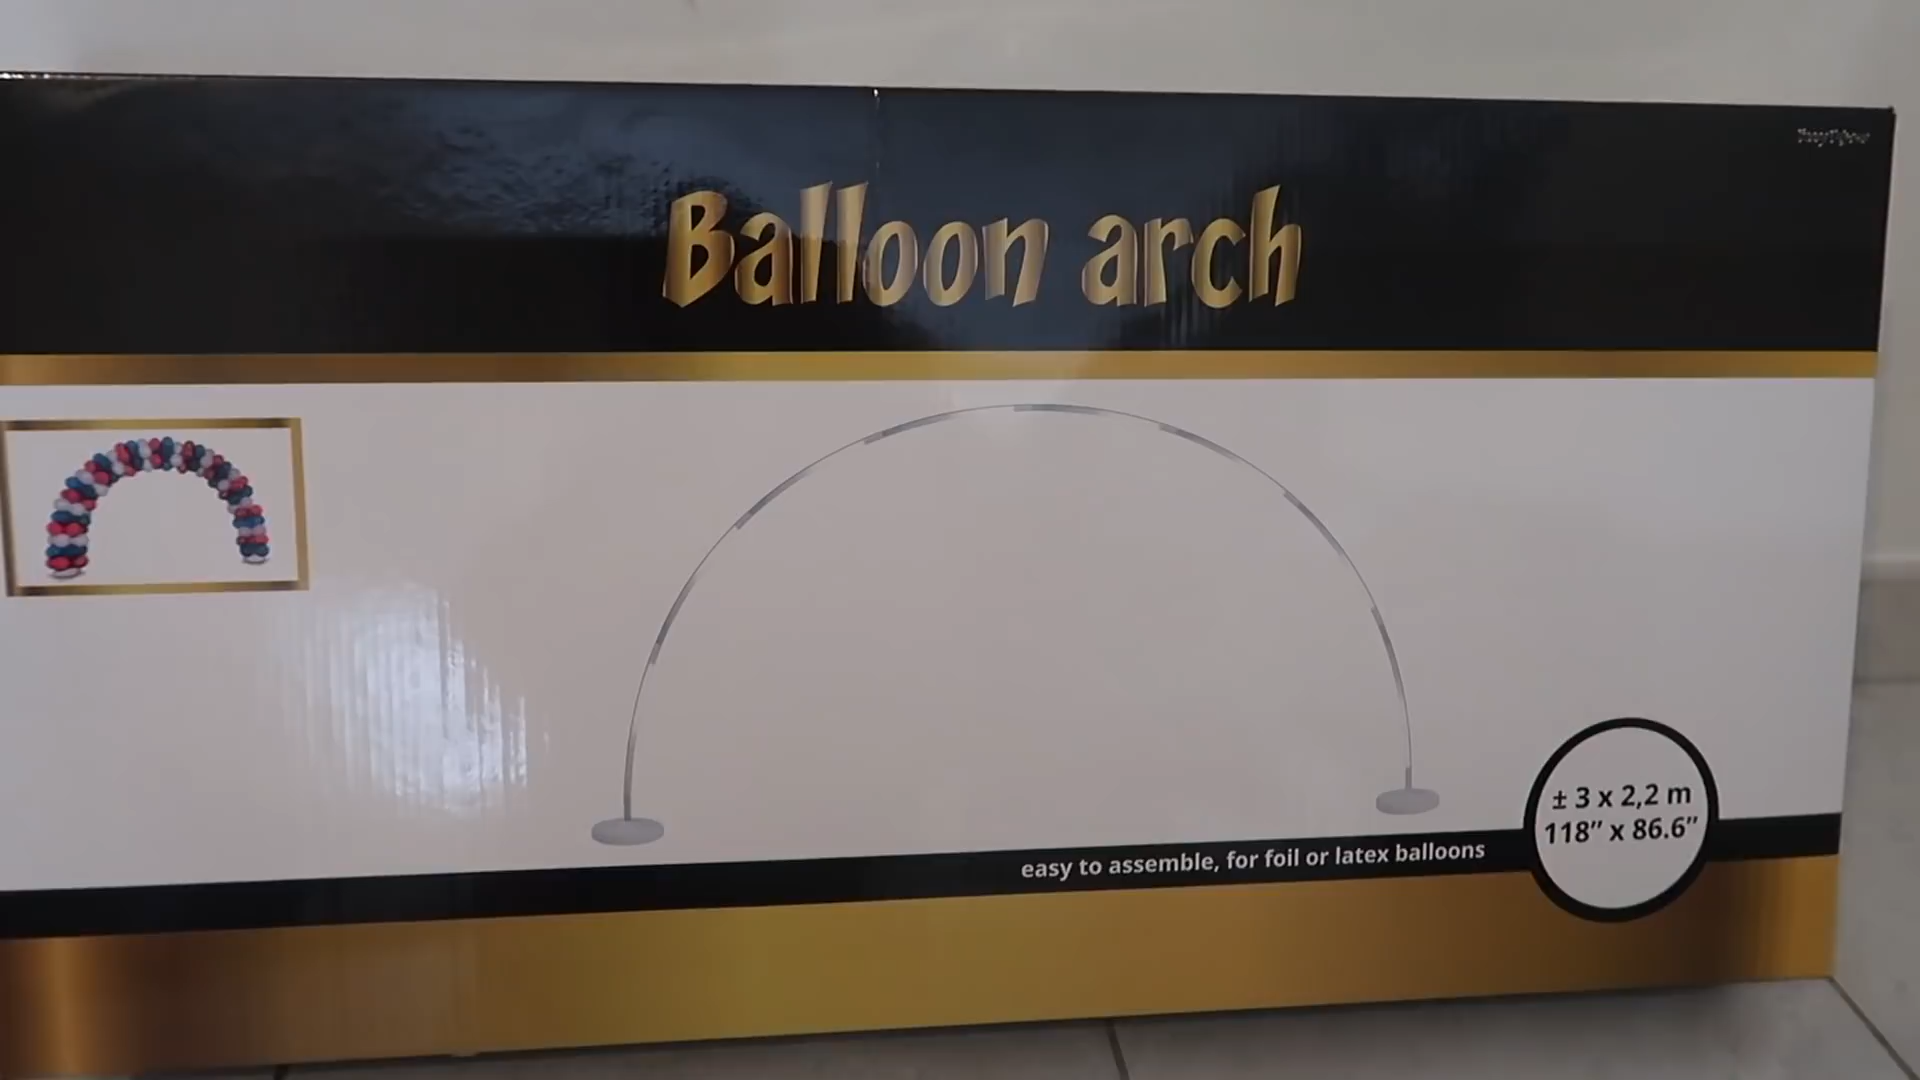 Balloon arch
± 3 x 2,2 m
118” x 86.6”
easy to assemble, for foil or latex balloons